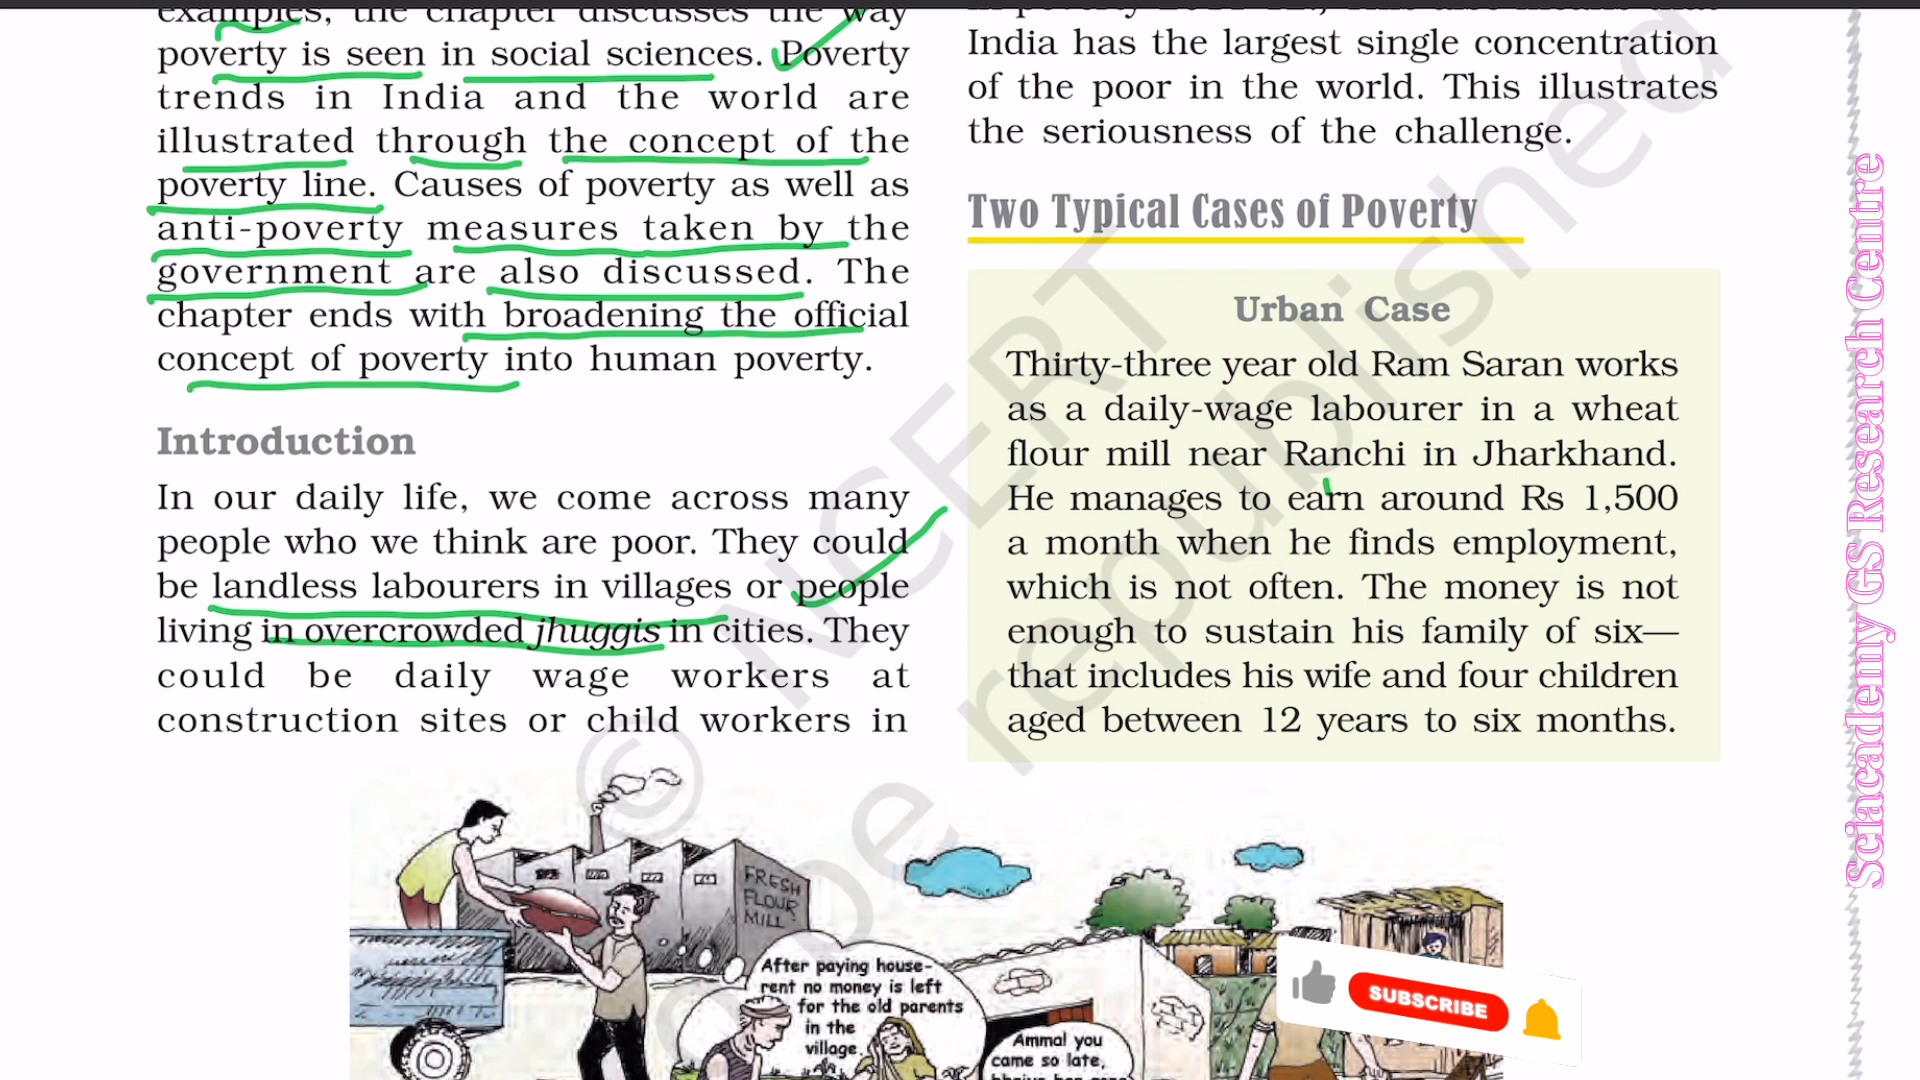 examples, the chapter discusses the way
poverty is seen in social sciences. Poverty
trends in India and the world are
illustrated through the concept of the
poverty line. Causes of poverty as well as
anti-poverty measures taken by the
government are also discussed. The
chapter ends with broadening the official
concept of poverty into human poverty.
Introduction
In our daily life, we come across many
people who we think are poor. They could
be landless labourers in villages or people
living in overcrowded jhuggis in cities. They
could be daily wage workers at
construction sites or child workers in
India has the largest single concentration
of the poor in the world. This illustrates
the seriousness of the challenge.
Two Typical Cases of Poverty
Urban Case
Thirty-three year old Ram Saran works
as a daily-wage labourer in a wheat
flour mill near Ranchi in Jharkhand.
He manages to earn around Rs 1,500
a month when he finds employment,
which is not often. The money is not
enough to sustain his family of six—
that includes his wife and four children
aged between 12 years to six months.
FRESH
FLOUR
MILL
After paying house-
rent no money is left
for the old parents
in the
village.
Ammal you
came so late,
SUBSCRIBE
© NCERT
be republished
Sciacademy GS Research Centre